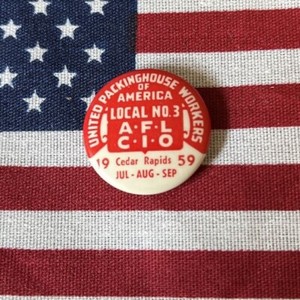 UNITED PACKINGHOUSE WORKERS
OF
AMERICA
LOCAL NO. 3
A·F·L
C·I·O
19 Cedar Rapids 59
JUL - AUG - SEP